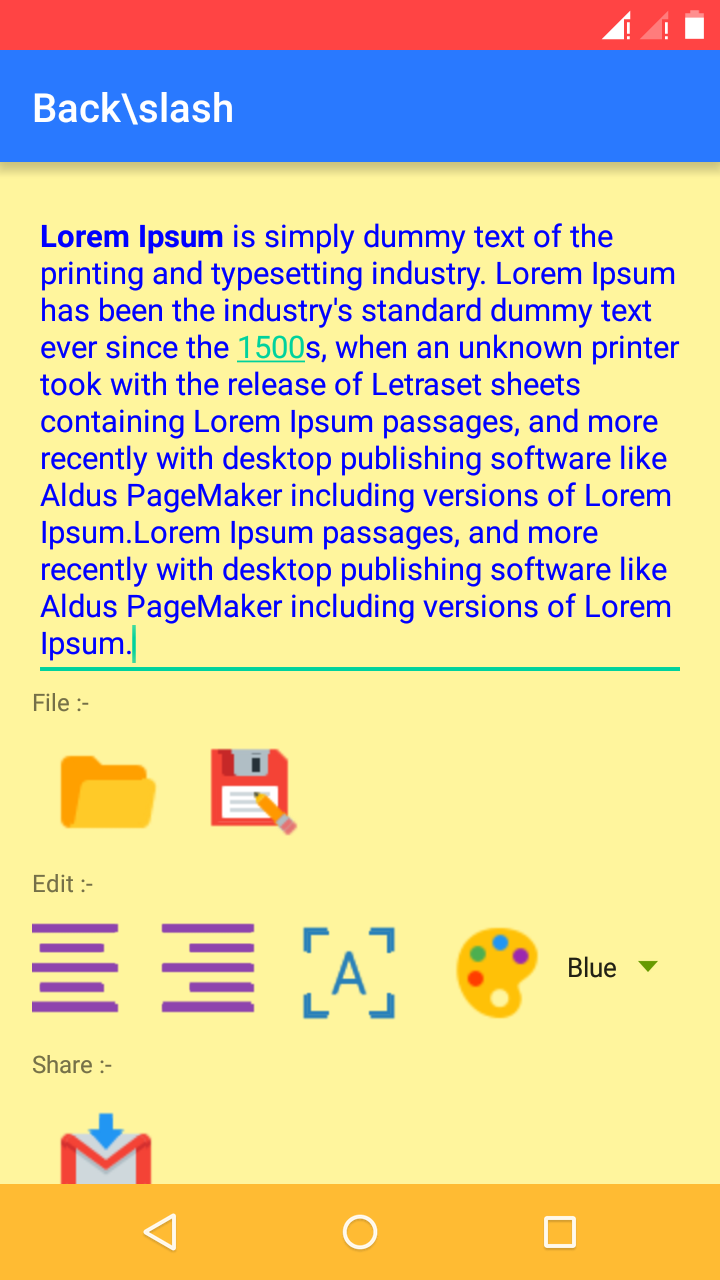 Back\slash
Lorem Ipsum is simply dummy text of the
printing and typesetting industry. Lorem Ipsum
has been the industry's standard dummy text
ever since the 1500s, when an unknown printer
took with the release of Letraset sheets
containing Lorem Ipsum passages, and more
recently with desktop publishing software like
Aldus PageMaker including versions of Lorem
Ipsum.Lorem Ipsum passages, and more
recently with desktop publishing software like
Aldus PageMaker including versions of Lorem
Ipsum.
File :-
Edit :-
A
Blue
Share :-